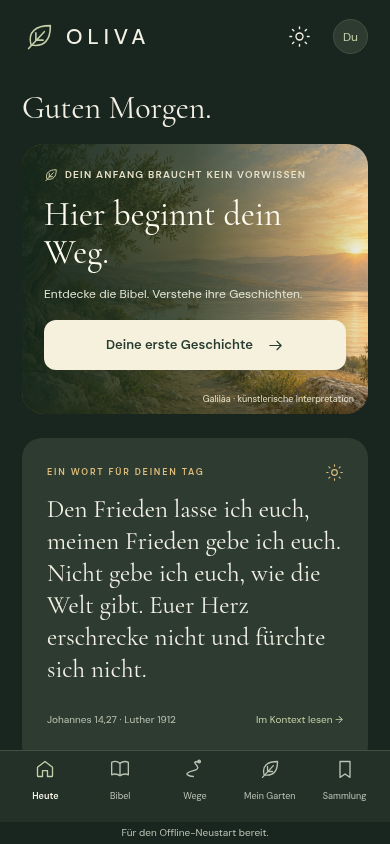 OLIVA
Du
Guten Morgen.
DEIN ANFANG BRAUCHT KEIN VORWISSEN
Hier beginnt dein
Weg.
Entdecke die Bibel. Verstehe ihre Geschichten.
Deine erste Geschichte →
Galiläa · künstlerische Interpretation
EIN WORT FÜR DEINEN TAG
Den Frieden lasse ich euch,
meinen Frieden gebe ich euch.
Nicht gebe ich euch, wie die
Welt gibt. Euer Herz
erschrecke nicht und fürchte
sich nicht.
Johannes 14,27 · Luther 1912
Im Kontext lesen →
Heute
Bibel
Wege
Mein Garten
Sammlung
Für den Offline-Neustart bereit.